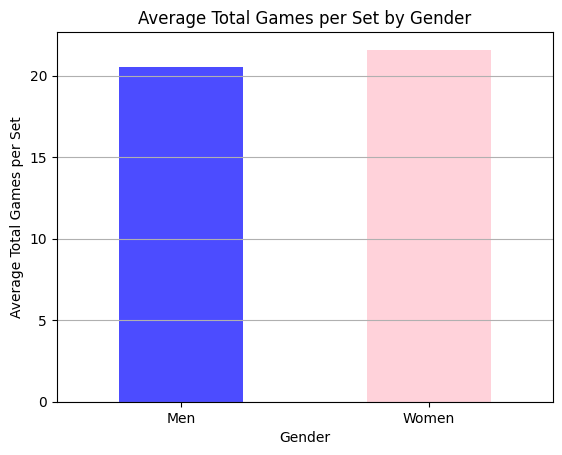 Average Total Games per Set by Gender
Average Total Games per Set
20
15
10
5
0
Men
Women
Gender